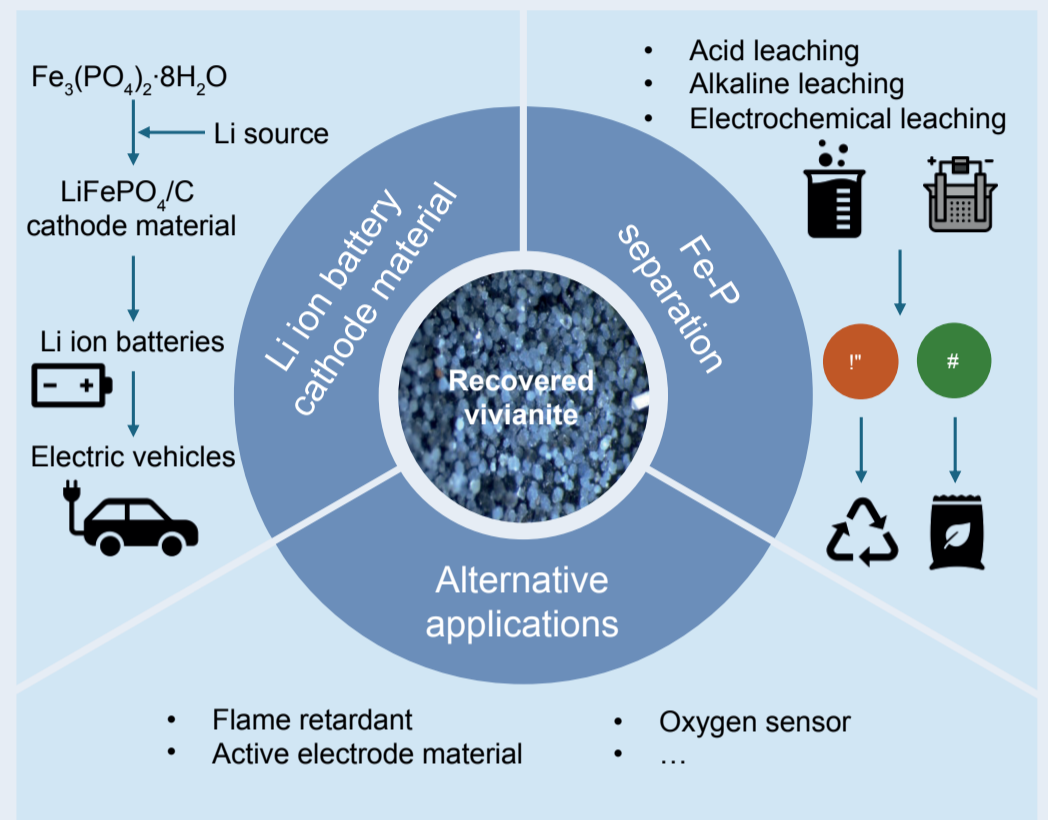 Fe₃(PO₄)₂·8H₂O
Li source
LiFePO₄/C
cathode material
Li ion batteries
Electric vehicles
Li ion battery
cathode material
• Acid leaching
• Alkaline leaching
• Electrochemical leaching
Fe-P
separation
+ −
!"
#
− +
Recovered
vivianite
Alternative
applications
• Flame retardant
• Active electrode material
• Oxygen sensor
• …